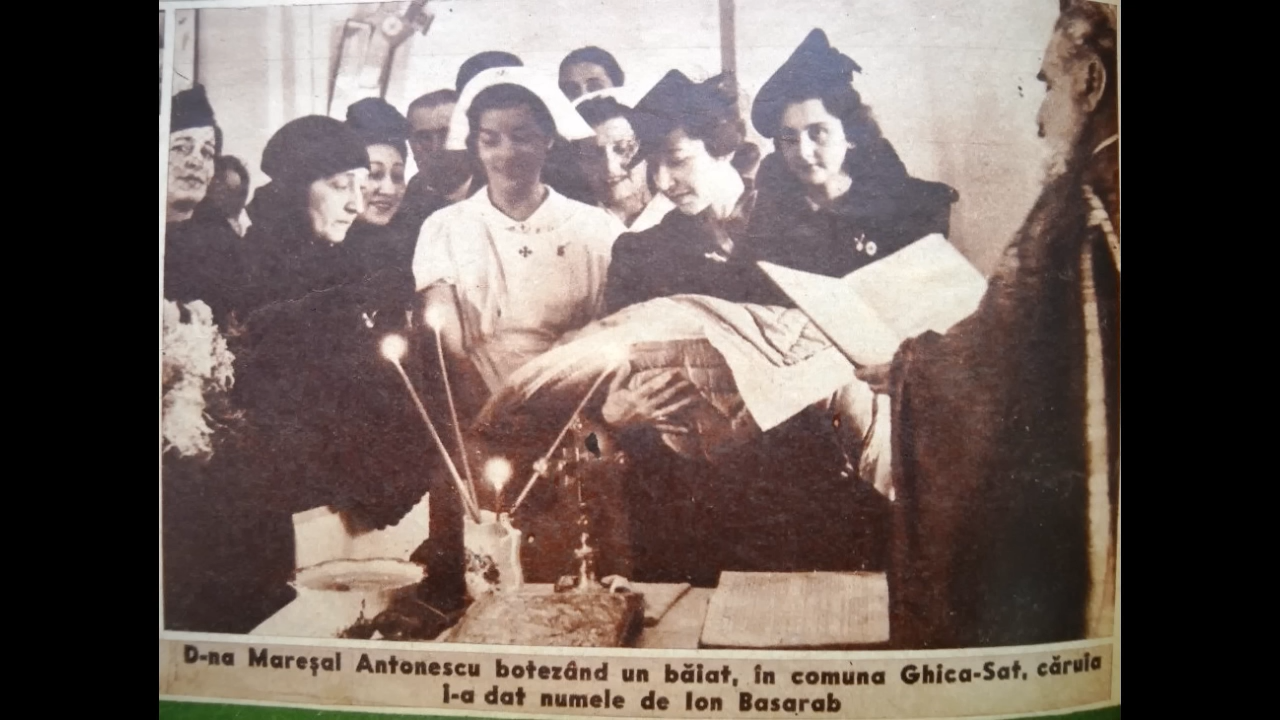 D-na Mareşal Antonescu botezând un băiat, în comuna Ghica-Sat, căruia
i-a dat numele de Ion Basarab